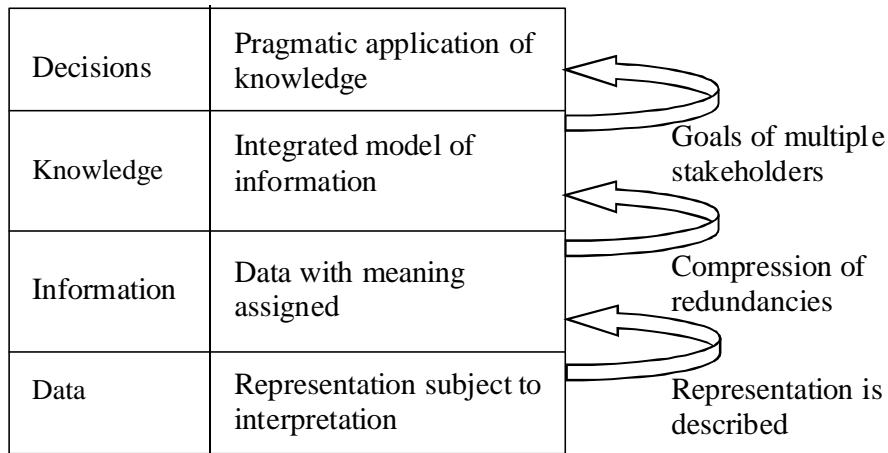 Decisions
Pragmatic application of
knowledge
Goals of multiple
stakeholders
Knowledge
Integrated model of
information
Compression of
redundancies
Information
Data with meaning
assigned
Representation is
described
Data
Representation subject to
interpretation